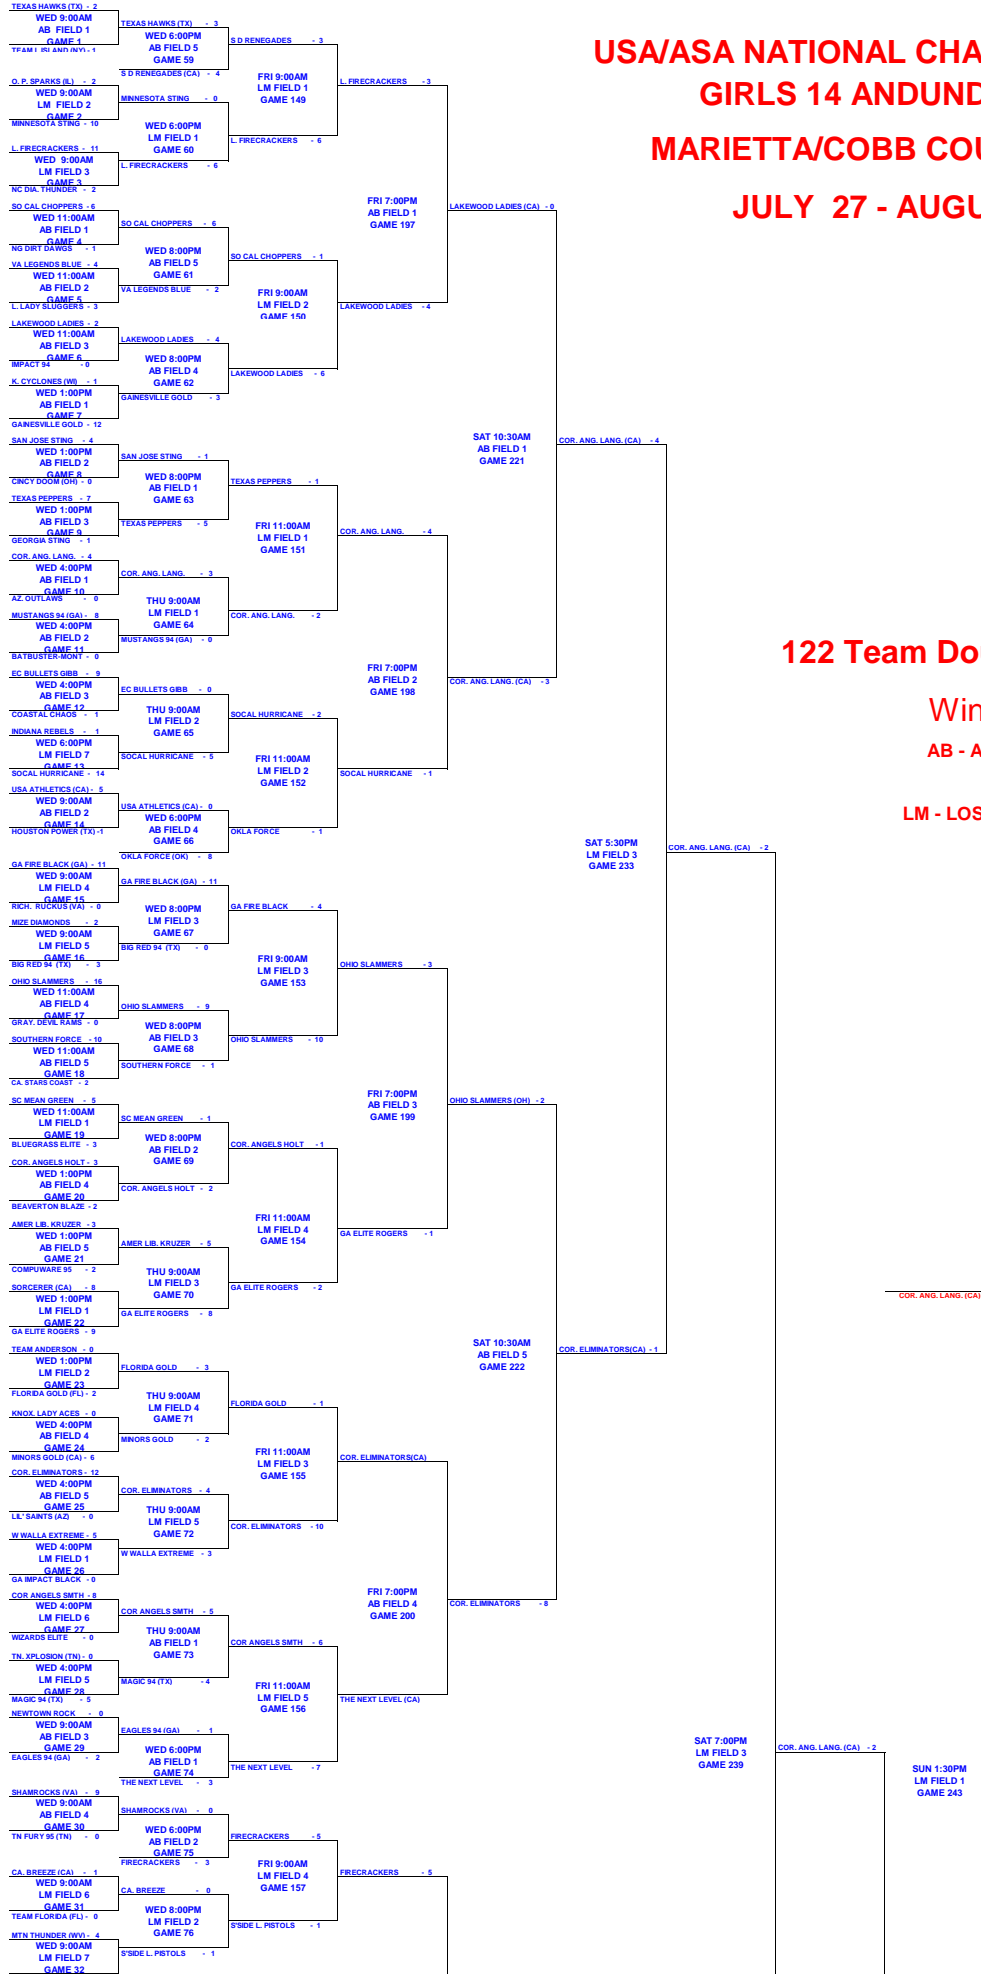 USA/ASA NATIONAL CHA
GIRLS 14 ANDUND
MARIETTA/COBB COU
JULY 27 - AUGU
122 Team Do
Win
AB - A
LM - LOS
TEXAS HAWKS (TX) - 2
WED 9:00AM
AB FIELD 1
GAME 1
TEAM L ISLAND (NY) - 1
O. P. SPARKS (IL) - 2
WED 9:00AM
LM FIELD 2
GAME 2
MINNESOTA STING - 10
L. FIRECRACKERS - 11
WED 9:00AM
LM FIELD 3
GAME 3
NC DIA. THUNDER - 2
SO CAL CHOPPERS - 6
WED 11:00AM
AB FIELD 1
GAME 4
NG DIRT DAWGS - 1
VA LEGENDS BLUE - 4
WED 11:00AM
AB FIELD 2
GAME 5
L. LADY SLUGGERS - 3
LAKEWOOD LADIES - 2
WED 11:00AM
AB FIELD 3
GAME 6
IMPACT 94 - 0
K. CYCLONES (WI) - 1
WED 1:00PM
AB FIELD 1
GAME 7
GAINESVILLE GOLD - 12
SAN JOSE STING - 4
WED 1:00PM
AB FIELD 2
GAME 8
CINCY DOOM (OH) - 0
TEXAS PEPPERS - 7
WED 1:00PM
AB FIELD 3
GAME 9
GEORGIA STING - 1
COR. ANG. LANG. - 4
WED 4:00PM
AB FIELD 1
GAME 10
AZ. OUTLAWS - 0
MUSTANGS 94 (GA) - 8
WED 4:00PM
AB FIELD 2
GAME 11
BATBUSTER-MONT - 0
EC BULLETS GIBB - 9
WED 4:00PM
AB FIELD 3
GAME 12
COASTAL CHAOS - 1
INDIANA REBELS - 1
WED 6:00PM
LM FIELD 7
GAME 13
SOCAL HURRICANE - 14
USA ATHLETICS (CA) - 5
WED 9:00AM
AB FIELD 2
GAME 14
HOUSTON POWER (TX) -1
GA FIRE BLACK (GA) - 11
WED 9:00AM
LM FIELD 4
GAME 15
RICH. RUCKUS (VA) - 0
MIZE DIAMONDS - 2
WED 9:00AM
LM FIELD 5
GAME 16
BIG RED 94 (TX) - 3
OHIO SLAMMERS - 16
WED 11:00AM
AB FIELD 4
GAME 17
GRAY. DEVIL RAMS - 0
SOUTHERN FORCE - 10
WED 11:00AM
AB FIELD 5
GAME 18
CA. STARS COAST - 2
SC MEAN GREEN - 5
WED 11:00AM
LM FIELD 1
GAME 19
BLUEGRASS ELITE - 3
COR. ANGELS HOLT - 3
WED 1:00PM
AB FIELD 4
GAME 20
BEAVERTON BLAZE - 2
AMER LIB. KRUZER - 3
WED 1:00PM
AB FIELD 5
GAME 21
COMPUWARE 95 - 2
SORCERER (CA) - 8
WED 1:00PM
LM FIELD 1
GAME 22
GA ELITE ROGERS - 9
TEAM ANDERSON - 0
WED 1:00PM
LM FIELD 2
GAME 23
FLORIDA GOLD (FL) - 2
KNOX. LADY ACES - 0
WED 4:00PM
AB FIELD 4
GAME 24
MINORS GOLD (CA) - 6
COR. ELIMINATORS - 12
WED 4:00PM
AB FIELD 5
GAME 25
LIL' SAINTS (AZ) - 0
W WALLA EXTREME - 5
WED 4:00PM
LM FIELD 1
GAME 26
GA IMPACT BLACK - 0
COR ANGELS SMTH - 8
WED 4:00PM
LM FIELD 6
GAME 27
WIZARDS ELITE - 0
TN. XPLOSION (TN) - 0
WED 4:00PM
LM FIELD 5
GAME 28
MAGIC 94 (TX) - 5
NEWTOWN ROCK - 0
WED 9:00AM
AB FIELD 3
GAME 29
EAGLES 94 (GA) - 2
SHAMROCKS (VA) - 9
WED 9:00AM
AB FIELD 4
GAME 30
TN FURY 95 (TN) - 0
CA. BREEZE (CA) - 1
WED 9:00AM
LM FIELD 6
GAME 31
TEAM FLORIDA (FL) - 0
MTN THUNDER (WV) - 4
WED 9:00AM
LM FIELD 7
GAME 32
TEXAS HAWKS (TX) - 3
WED 6:00PM
AB FIELD 5
GAME 59
S D RENEGADES (CA) - 4
MINNESOTA STING - 0
WED 6:00PM
LM FIELD 1
GAME 60
L. FIRECRACKERS - 6
SO CAL CHOPPERS - 6
WED 8:00PM
AB FIELD 5
GAME 61
VA LEGENDS BLUE - 2
LAKEWOOD LADIES - 4
WED 8:00PM
AB FIELD 4
GAME 62
GAINESVILLE GOLD - 3
SAN JOSE STING - 1
WED 8:00PM
AB FIELD 1
GAME 63
TEXAS PEPPERS - 5
COR. ANG. LANG. - 3
THU 9:00AM
LM FIELD 1
GAME 64
MUSTANGS 94 (GA) - 0
EC BULLETS GIBB - 0
THU 9:00AM
LM FIELD 2
GAME 65
SOCAL HURRICANE - 5
USA ATHLETICS (CA) - 0
WED 6:00PM
AB FIELD 4
GAME 66
OKLA FORCE (OK) - 8
GA FIRE BLACK (GA) - 11
WED 8:00PM
LM FIELD 3
GAME 67
BIG RED 94 (TX) - 0
OHIO SLAMMERS - 9
WED 8:00PM
AB FIELD 3
GAME 68
SOUTHERN FORCE - 1
SC MEAN GREEN - 1
WED 8:00PM
AB FIELD 2
GAME 69
COR. ANGELS HOLT - 2
AMER LIB. KRUZER - 5
THU 9:00AM
LM FIELD 3
GAME 70
GA ELITE ROGERS - 8
FLORIDA GOLD - 3
THU 9:00AM
LM FIELD 4
GAME 71
MINORS GOLD - 2
COR. ELIMINATORS - 4
THU 9:00AM
LM FIELD 5
GAME 72
W WALLA EXTREME - 3
COR ANGELS SMTH - 5
THU 9:00AM
AB FIELD 1
GAME 73
MAGIC 94 (TX) - 4
EAGLES 94 (GA) - 1
WED 6:00PM
AB FIELD 1
GAME 74
THE NEXT LEVEL - 3
SHAMROCKS (VA) - 0
WED 6:00PM
AB FIELD 2
GAME 75
FIRECRACKERS - 3
CA. BREEZE - 0
WED 8:00PM
LM FIELD 2
GAME 76
S'SIDE L. PISTOLS - 1
S D RENEGADES - 3
FRI 9:00AM
LM FIELD 1
GAME 149
L. FIRECRACKERS - 6
SO CAL CHOPPERS - 1
FRI 9:00AM
LM FIELD 2
GAME 150
LAKEWOOD LADIES - 6
TEXAS PEPPERS - 1
FRI 11:00AM
LM FIELD 1
GAME 151
COR. ANG. LANG. - 2
SOCAL HURRICANE - 2
FRI 11:00AM
LM FIELD 2
GAME 152
OKLA FORCE - 1
GA FIRE BLACK - 4
FRI 9:00AM
LM FIELD 3
GAME 153
OHIO SLAMMERS - 10
COR. ANGELS HOLT - 1
FRI 11:00AM
LM FIELD 4
GAME 154
GA ELITE ROGERS - 2
FLORIDA GOLD - 1
FRI 11:00AM
LM FIELD 3
GAME 155
COR. ELIMINATORS - 10
COR ANGELS SMTH - 6
FRI 11:00AM
LM FIELD 5
GAME 156
THE NEXT LEVEL - 7
FIRECRACKERS - 5
FRI 9:00AM
LM FIELD 4
GAME 157
S'SIDE L. PISTOLS - 1
L. FIRECRACKERS - 3
FRI 7:00PM
AB FIELD 1
GAME 197
LAKEWOOD LADIES - 4
COR. ANG. LANG. - 4
FRI 7:00PM
AB FIELD 2
GAME 198
SOCAL HURRICANE - 1
OHIO SLAMMERS - 3
FRI 7:00PM
AB FIELD 3
GAME 199
GA ELITE ROGERS - 1
COR. ELIMINATORS(CA)
FRI 7:00PM
AB FIELD 4
GAME 200
THE NEXT LEVEL (CA)
FIRECRACKERS - 5
LAKEWOOD LADIES (CA) - 0
SAT 10:30AM
AB FIELD 1
GAME 221
COR. ANG. LANG. (CA) - 3
OHIO SLAMMERS (OH) - 2
SAT 10:30AM
AB FIELD 5
GAME 222
COR. ELIMINATORS - 8
COR. ANG. LANG. (CA) - 4
SAT 5:30PM
LM FIELD 3
GAME 233
COR. ELIMINATORS(CA) - 1
COR. ANG. LANG. (CA) - 2
SAT 7:00PM
LM FIELD 3
GAME 239
COR. ANG. LANG. (CA) - 2
SUN 1:30PM
LM FIELD 1
GAME 243
COR. ANG. LANG. (CA)